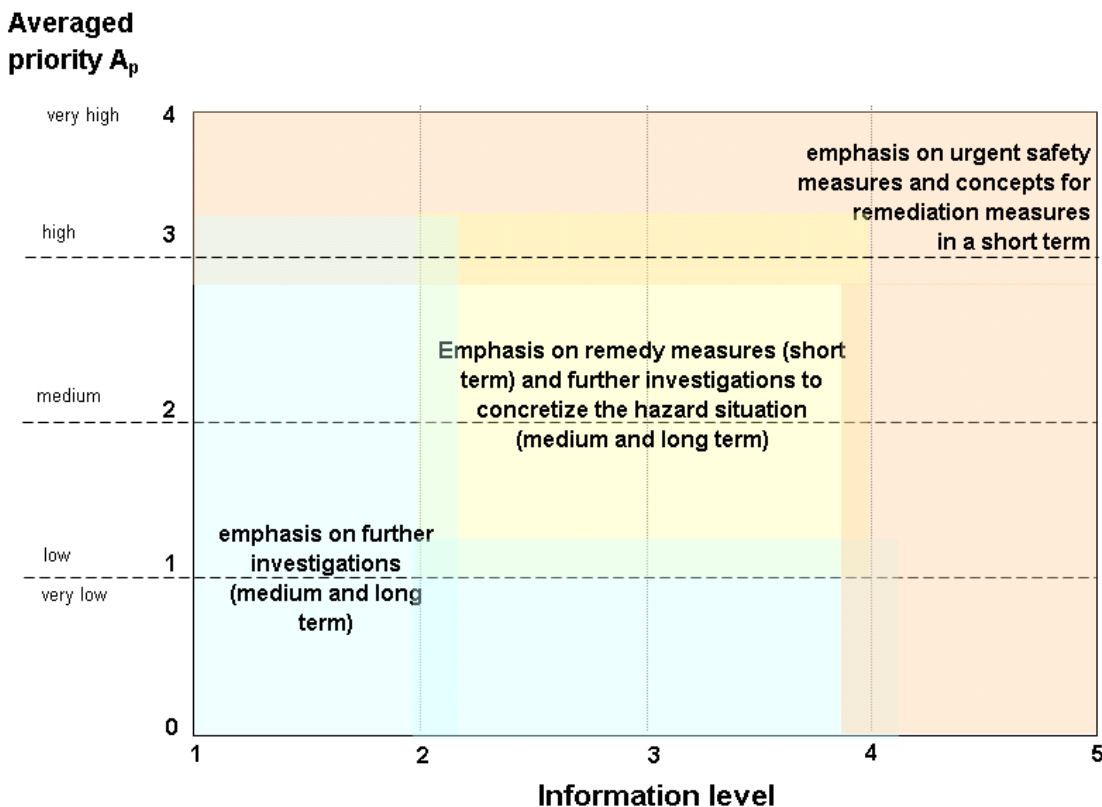 Averaged
priority Ap
very high 4
emphasis on urgent safety
measures and concepts for
remediation measures
in a short term
high 3
Emphasis on remedy measures (short
term) and further investigations to
concretize the hazard situation
(medium and long term)
medium 2
emphasis on further
investigations
(medium and long
term)
low 1
very low
0
1 2 3 4 5
Information level